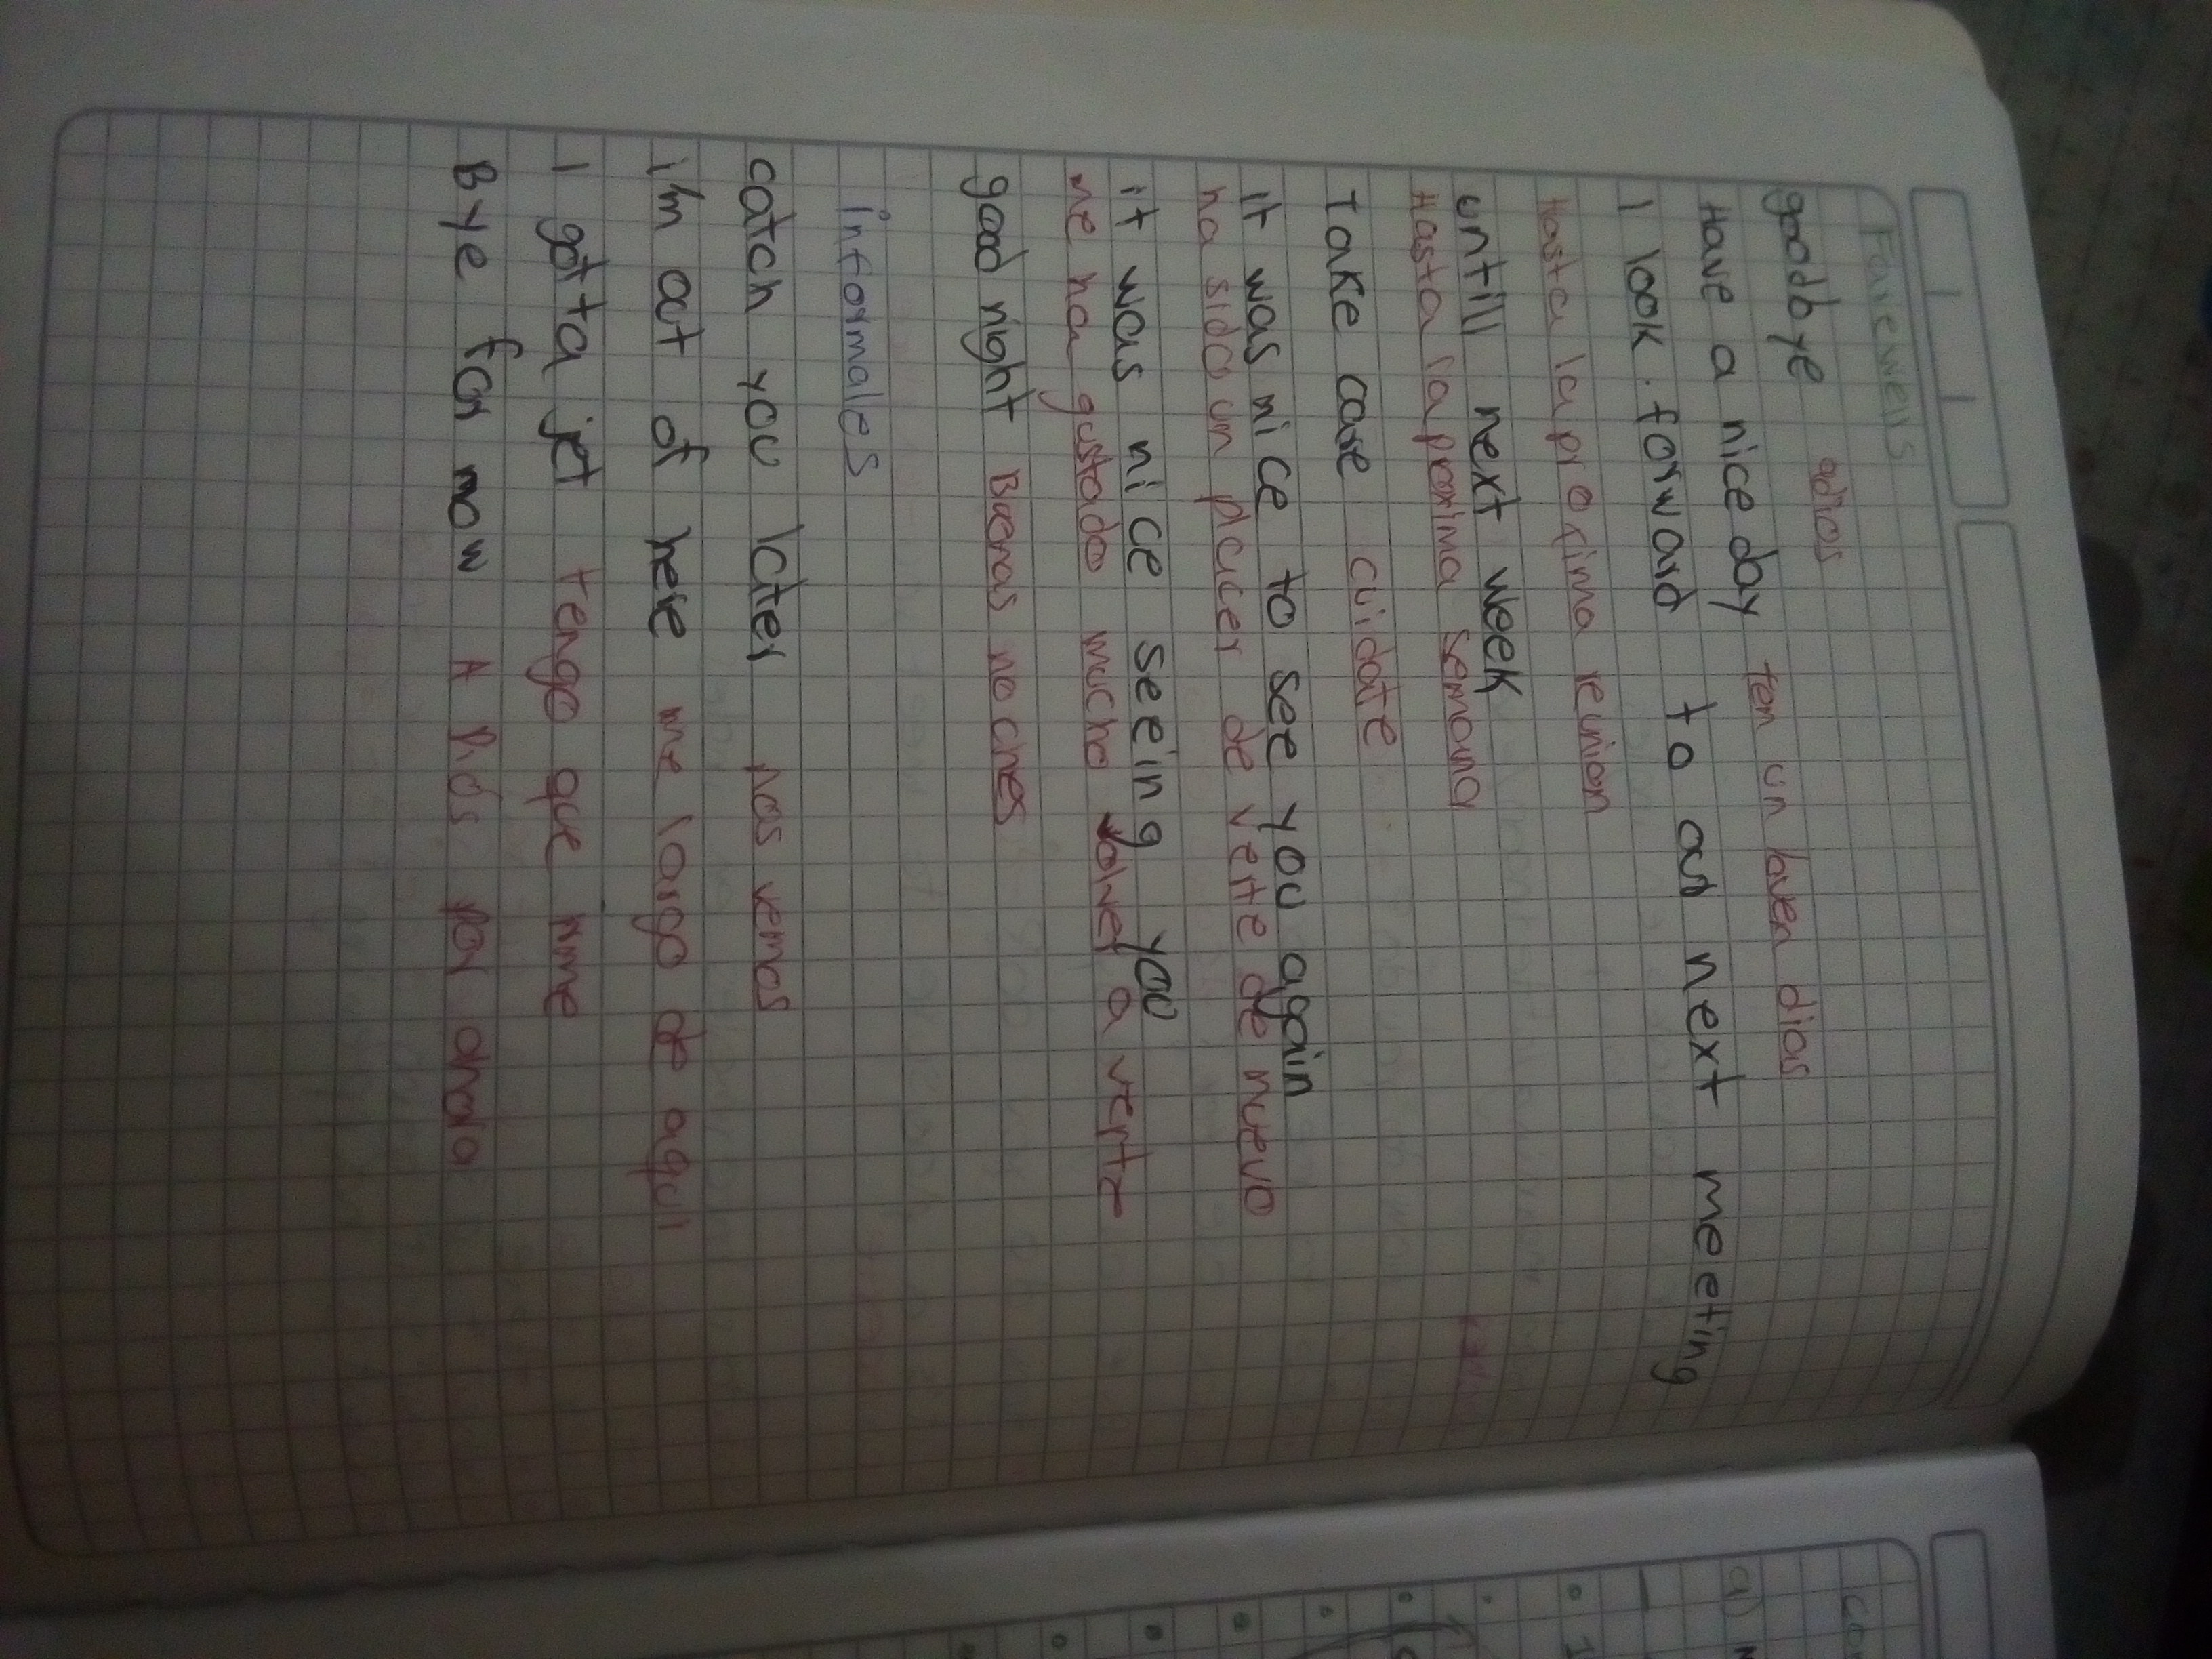 Farewells
goodbye adios
Have a nice day ten un buen dias
I look forward to our next meeting
Hasta la proxima reunion
untill next week
Hasta la proxima semana
Take care cuidate
it was nice to see you again
ha sido un placer de verte de nuevo
it was nice seeing you
me ha gustado mucho volver a verte
good night Buenas noches
informales
catch you later nos vemos
i'm out of here me largo de aqui
I gotta jet tengo que irme
Bye for now